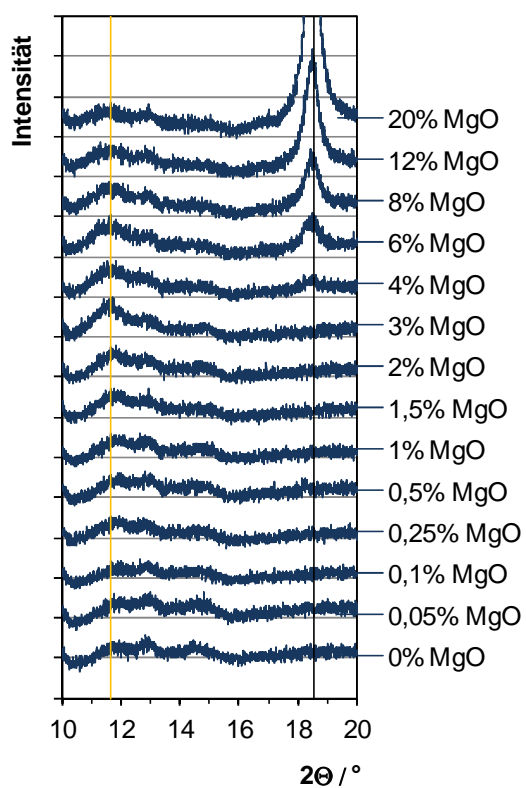 Intensität
20% MgO
12% MgO
8% MgO
6% MgO
4% MgO
3% MgO
2% MgO
1,5% MgO
1% MgO
0,5% MgO
0,25% MgO
0,1% MgO
0,05% MgO
0% MgO
10 12 14 16 18 20
2Θ / °